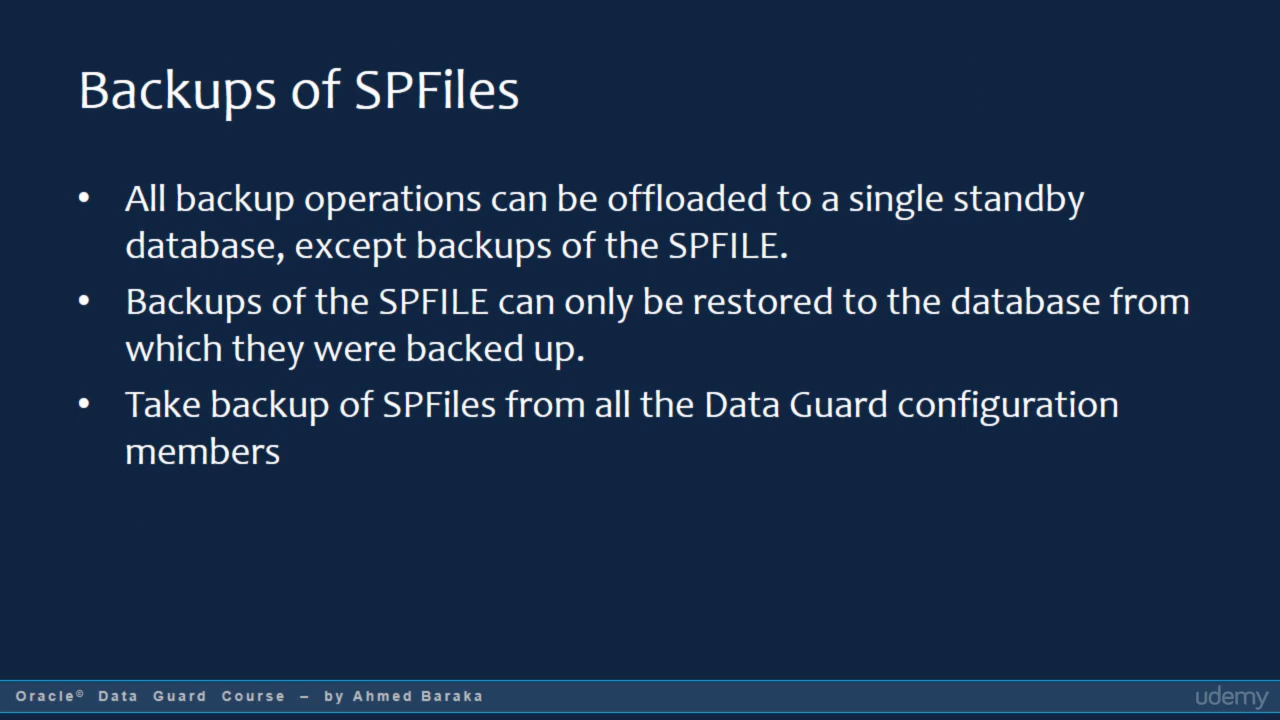 Backups of SPFiles
• All backup operations can be offloaded to a single standby
database, except backups of the SPFILE.
• Backups of the SPFILE can only be restored to the database from
which they were backed up.
• Take backup of SPFiles from all the Data Guard configuration
members
Oracle© Data Guard Course – by Ahmed Baraka
udemy